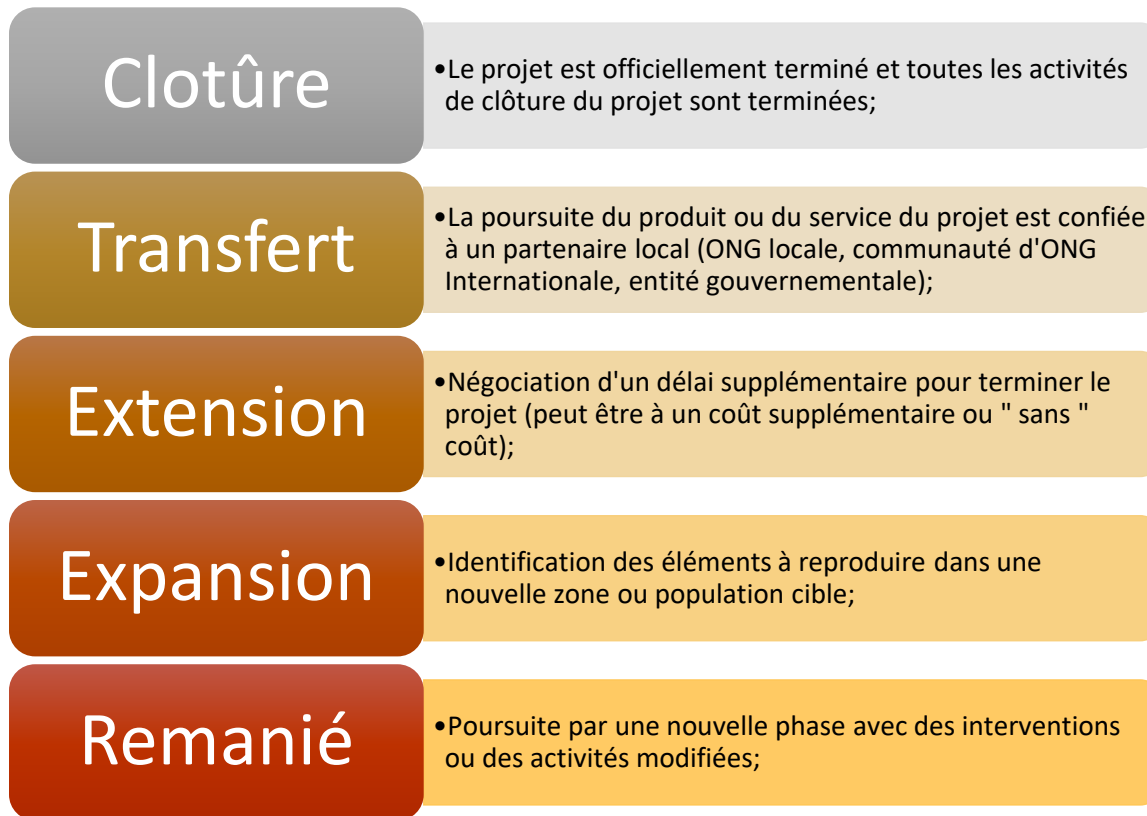 Clotûre
•Le projet est officiellement terminé et toutes les activités
de clôture du projet sont terminées;
Transfert
•La poursuite du produit ou du service du projet est confiée
à un partenaire local (ONG locale, communauté d'ONG
Internationale, entité gouvernementale);
Extension
•Négociation d'un délai supplémentaire pour terminer le
projet (peut être à un coût supplémentaire ou " sans "
coût);
Expansion
•Identification des éléments à reproduire dans une
nouvelle zone ou population cible;
Remanié
•Poursuite par une nouvelle phase avec des interventions
ou des activités modifiées;